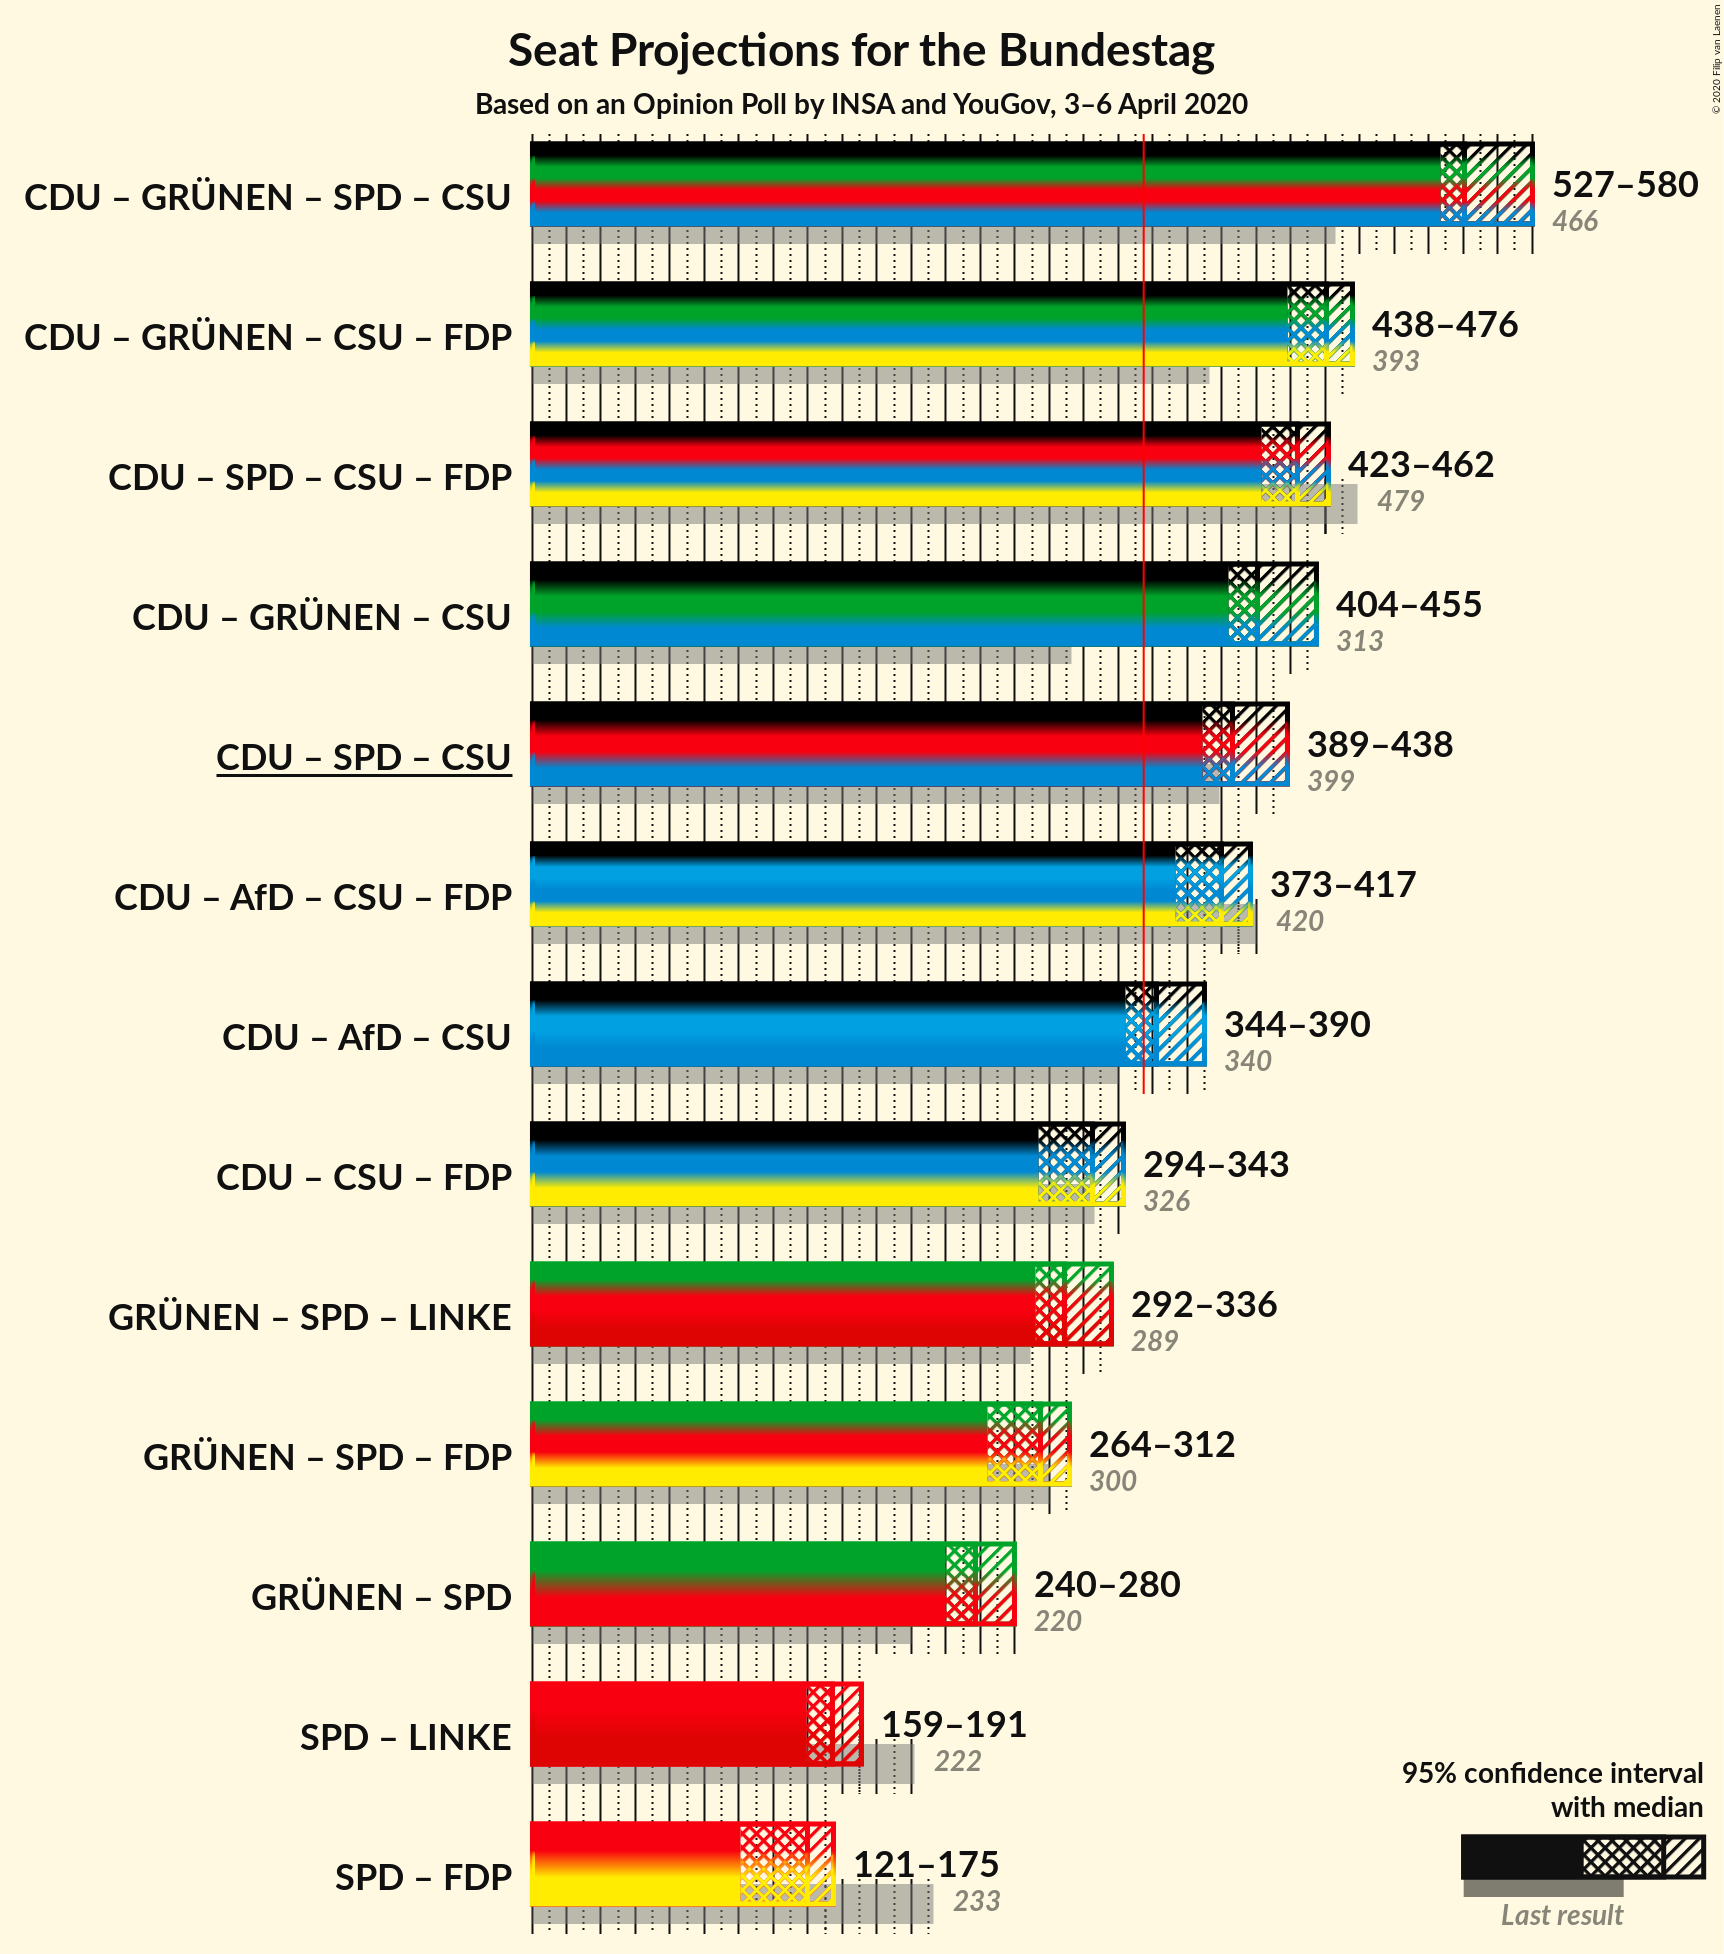 Seat Projections for the Bundestag
Based on an Opinion Poll by INSA and YouGov, 3–6 April 2020
© 2020 Filip van Laenen
CDU – GRÜNEN – SPD – CSU
527–580
466
CDU – GRÜNEN – CSU – FDP
438–476
393
CDU – SPD – CSU – FDP
423–462
479
CDU – GRÜNEN – CSU
404–455
313
CDU – SPD – CSU
389–438
399
CDU – AfD – CSU – FDP
373–417
420
CDU – AfD – CSU
344–390
340
CDU – CSU – FDP
294–343
326
GRÜNEN – SPD – LINKE
292–336
289
GRÜNEN – SPD – FDP
264–312
300
GRÜNEN – SPD
240–280
220
SPD – LINKE
159–191
222
SPD – FDP
121–175
233
95% confidence interval
with median
Last result